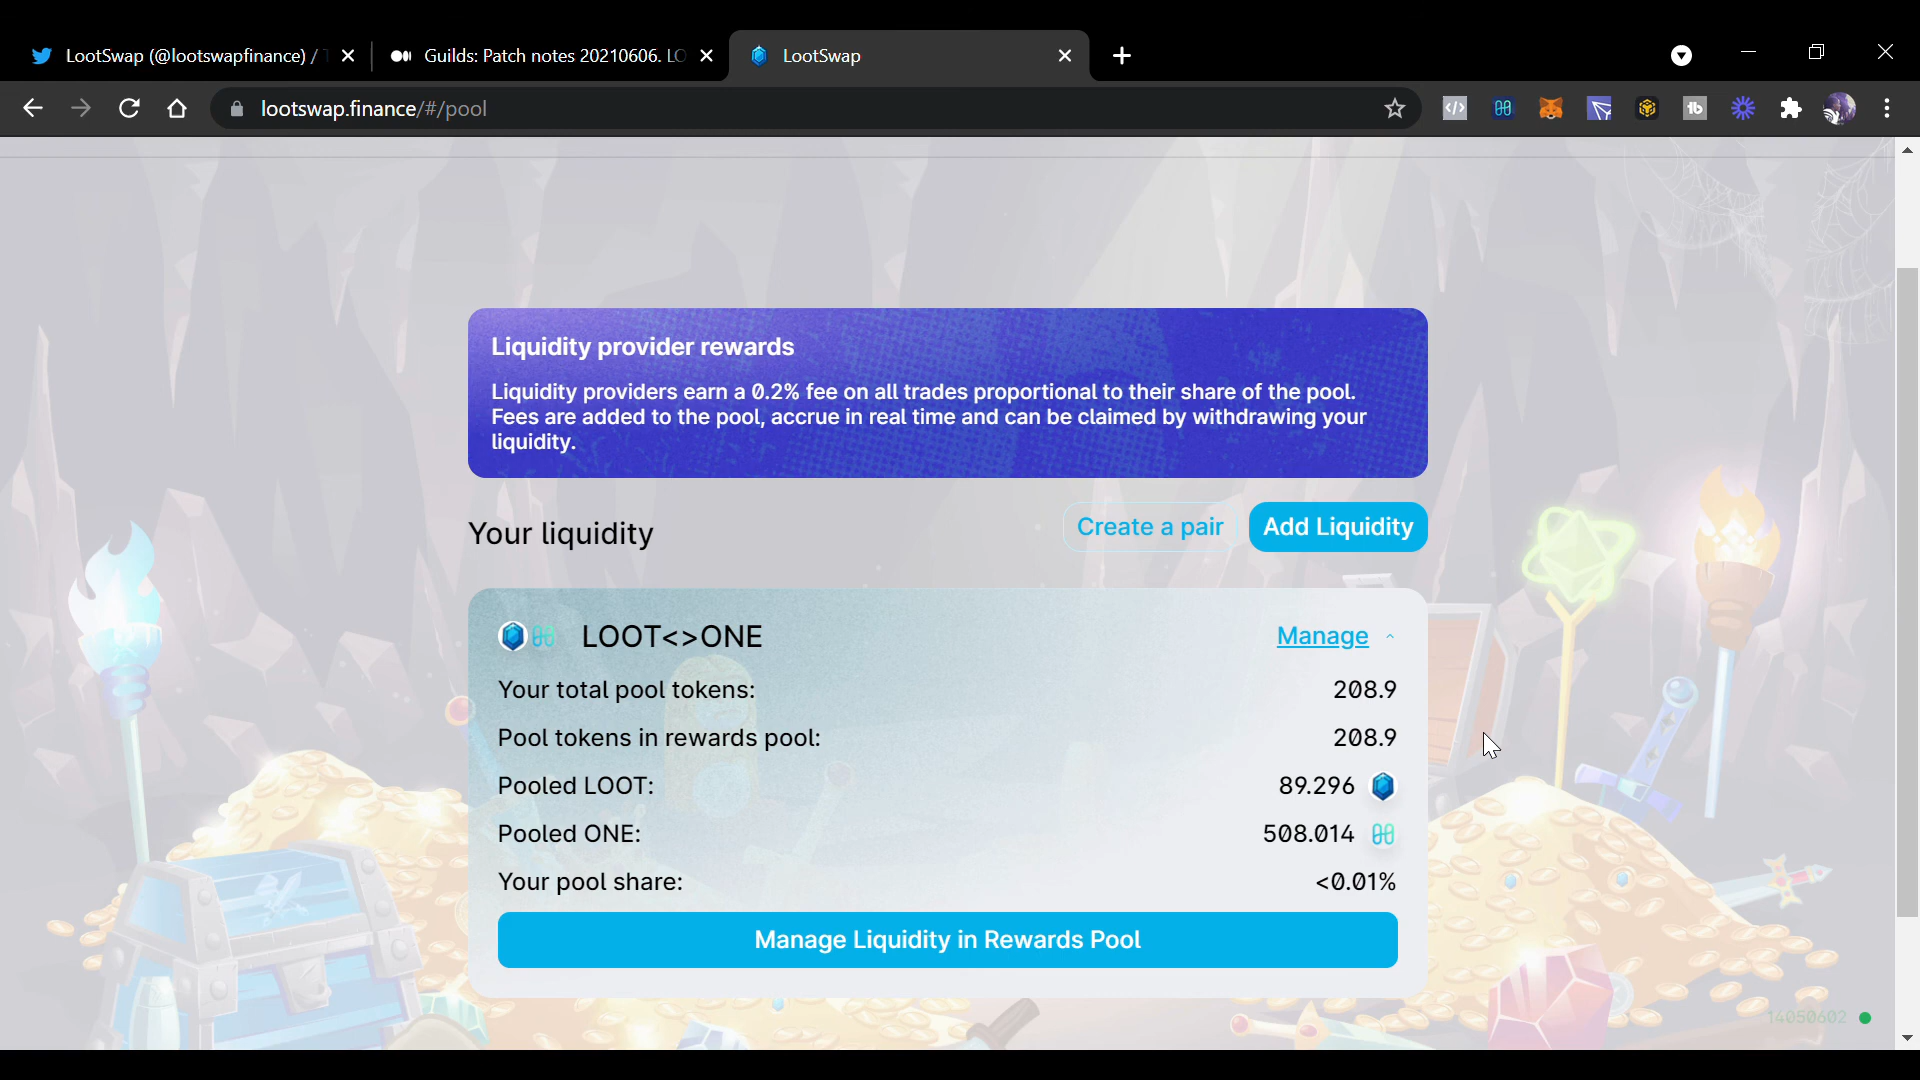 LootSwap (@lootswapfinance) / T
Guilds: Patch notes 20210606. LO
LootSwap
lootswap.finance/#/pool
Liquidity provider rewards
Liquidity providers earn a 0.2% fee on all trades proportional to their share of the pool.
Fees are added to the pool, accrue in real time and can be claimed by withdrawing your
liquidity.
Your liquidity
Create a pair
Add Liquidity
LOOT<>ONE
Manage
Your total pool tokens: 208.9
Pool tokens in rewards pool: 208.9
Pooled LOOT: 89.296
Pooled ONE: 508.014
Your pool share: <0.01%
Manage Liquidity in Rewards Pool
14050602